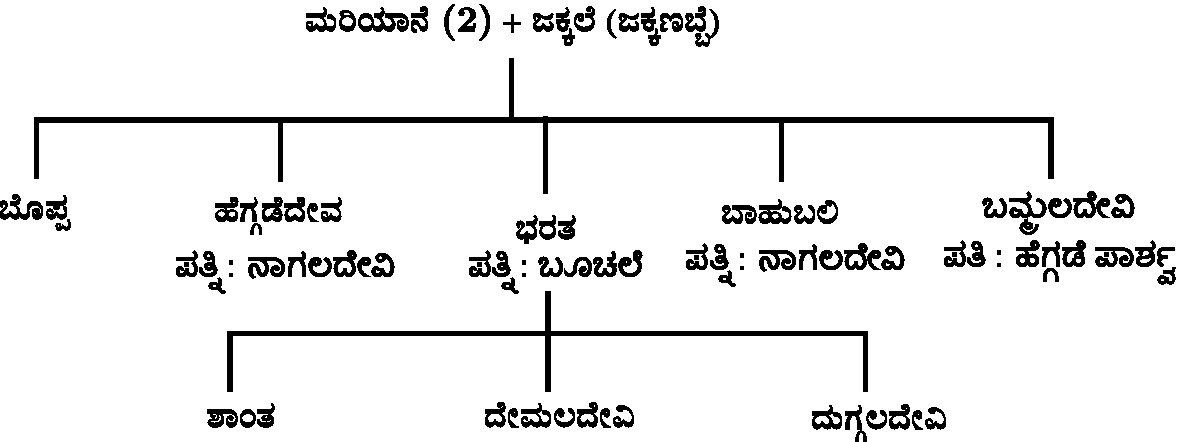 ಮರಿಯಾನೆ (2) + ಜಕ್ಕಲೆ (ಜಕ್ಕಣಬ್ಬೆ)
ಬೊಪ್ಪ
ಹೆಗ್ಗಡೆದೇವ
ಪತ್ನಿ : ನಾಗಲದೇವಿ
ಭರತ
ಪತ್ನಿ : ಬೂಚಲೆ
ಬಾಹುಬಲಿ
ಪತ್ನಿ : ನಾಗಲದೇವಿ
ಬಮ್ಮಲದೇವಿ
ಪತಿ : ಹೆಗ್ಗಡೆ ಪಾರ್ಶ್ವ
ಶಾಂತ
ದೇಮಲದೇವಿ
ದುಗ್ಗಲದೇವಿ